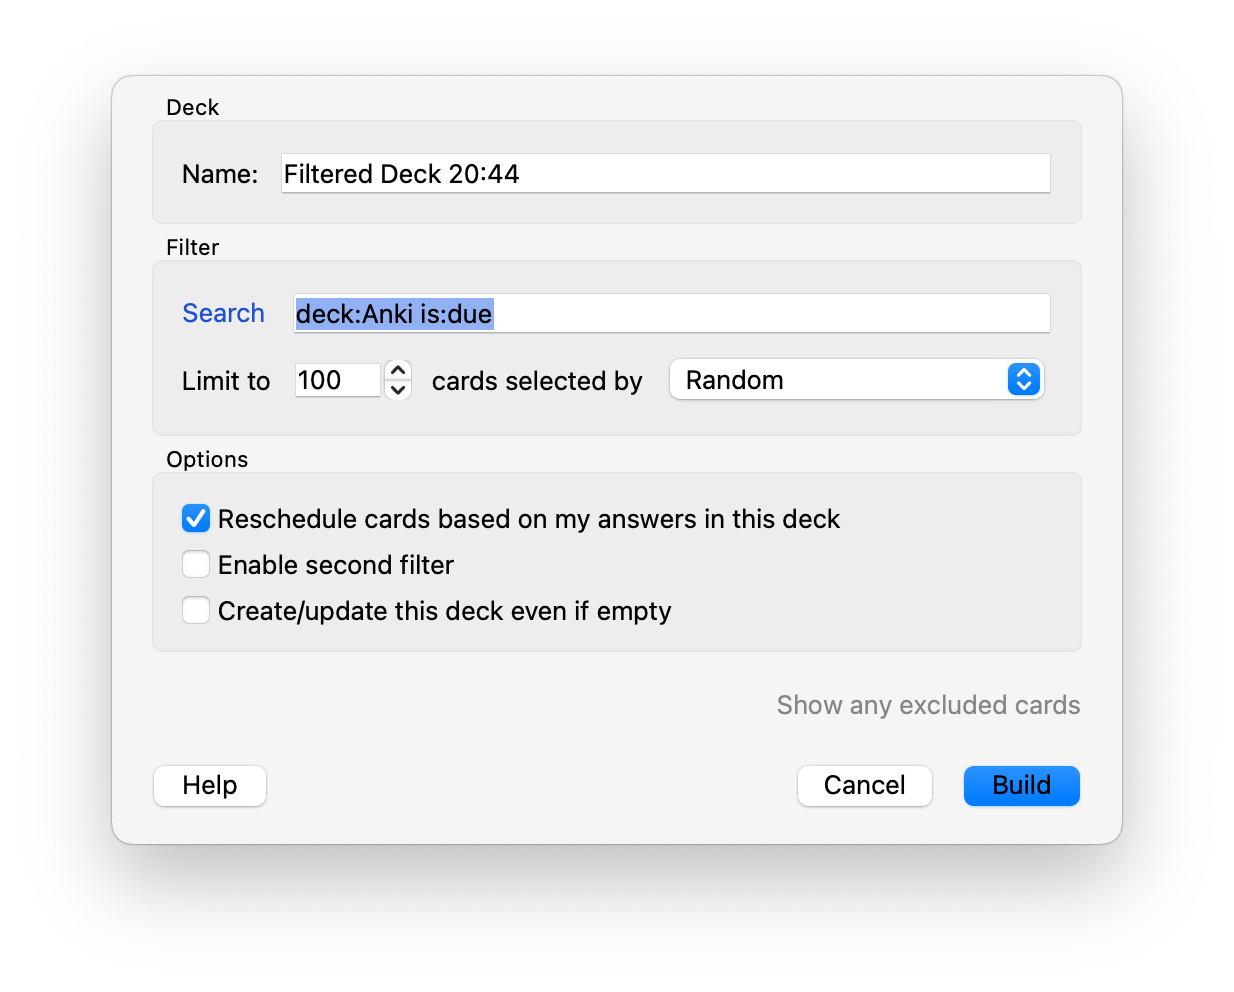 Deck
Name: Filtered Deck 20:44
Filter
Search deck:Anki is:due
Limit to 100 cards selected by Random
Options
Reschedule cards based on my answers in this deck
Enable second filter
Create/update this deck even if empty
Show any excluded cards
Help Cancel Build